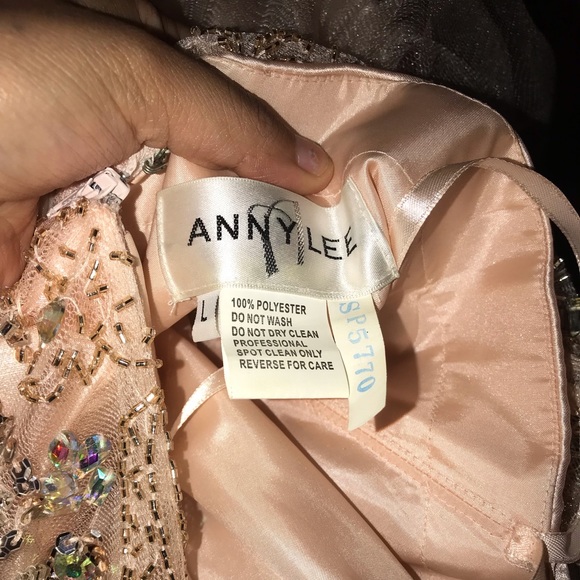 ANNY LEE
L
100% POLYESTER
DO NOT WASH
DO NOT DRY CLEAN
PROFESSIONAL
SPOT CLEAN ONLY
REVERSE FOR CARE
SP5770